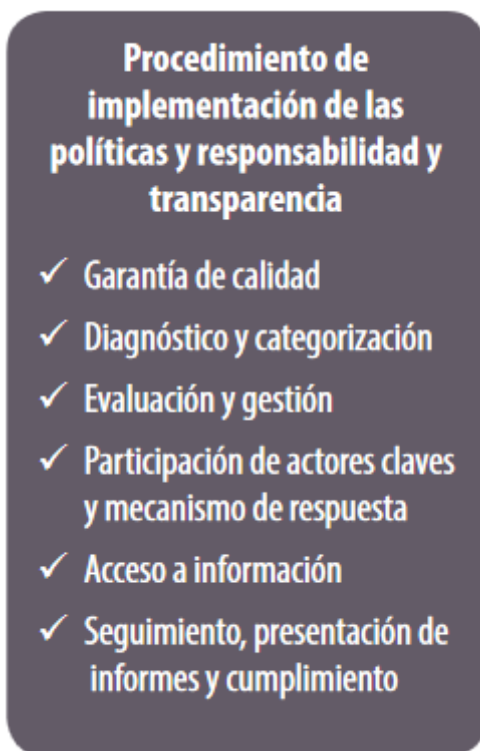 Procedimiento de
implementación de las
políticas y responsabilidad y
transparencia
✓ Garantía de calidad
✓ Diagnóstico y categorización
✓ Evaluación y gestión
✓ Participación de actores claves
y mecanismo de respuesta
✓ Acceso a información
✓ Seguimiento, presentación de
informes y cumplimiento